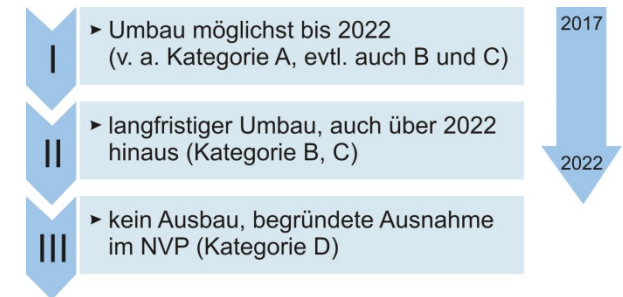 I
▸ Umbau möglichst bis 2022
(v. a. Kategorie A, evtl. auch B und C)
II
▸ langfristiger Umbau, auch über 2022
hinaus (Kategorie B, C)
III
▸ kein Ausbau, begründete Ausnahme
im NVP (Kategorie D)
2017
2022